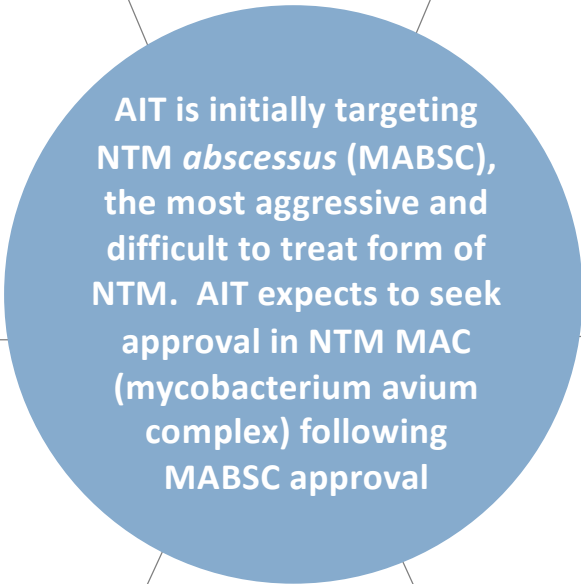 AIT is initially targeting
NTM abscessus (MABSC),
the most aggressive and
difficult to treat form of
NTM.  AIT expects to seek
approval in NTM MAC
(mycobacterium avium
complex) following
MABSC approval